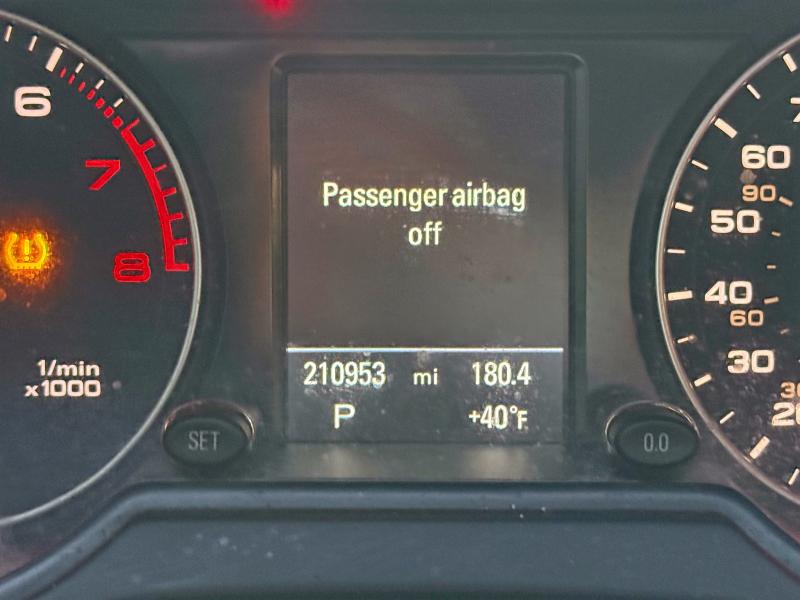 6
7
8
1/min
x1000
SET
Passenger airbag
off
210953 mi 180.4
P +40°F
0.0
60
90
50
40
60
30